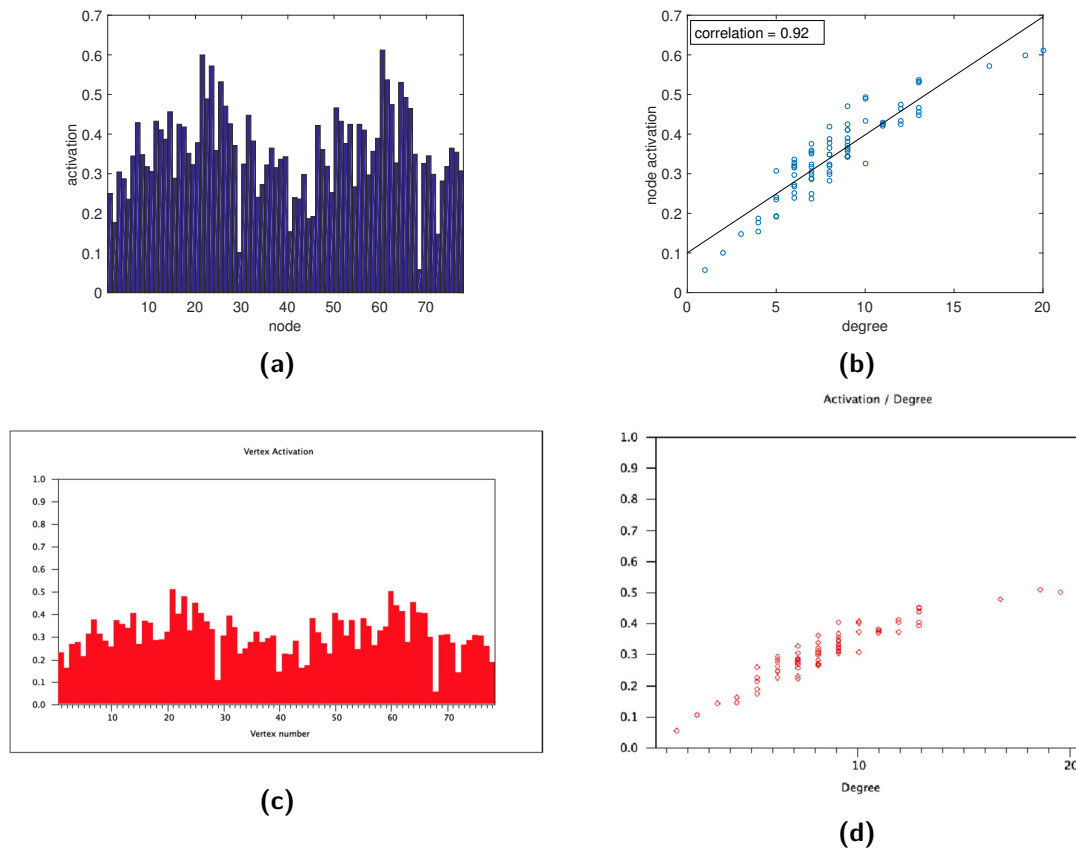 0.7
0.6
0.5
0.4
0.3
0.2
0.1
0
activation
10 20 30 40 50 60 70
node
(a)
correlation = 0.92
0.7
0.6
0.5
0.4
0.3
0.2
0.1
0
node activation
0 5 10 15 20
degree
(b)
Vertex Activation
1.0
0.9
0.8
0.7
0.6
0.5
0.4
0.3
0.2
0.1
0.0
10 20 30 40 50 60 70
Vertex number
(c)
Activation / Degree
1.0
0.9
0.8
0.7
0.6
0.5
0.4
0.3
0.2
0.1
0.0
10 20
Degree
(d)